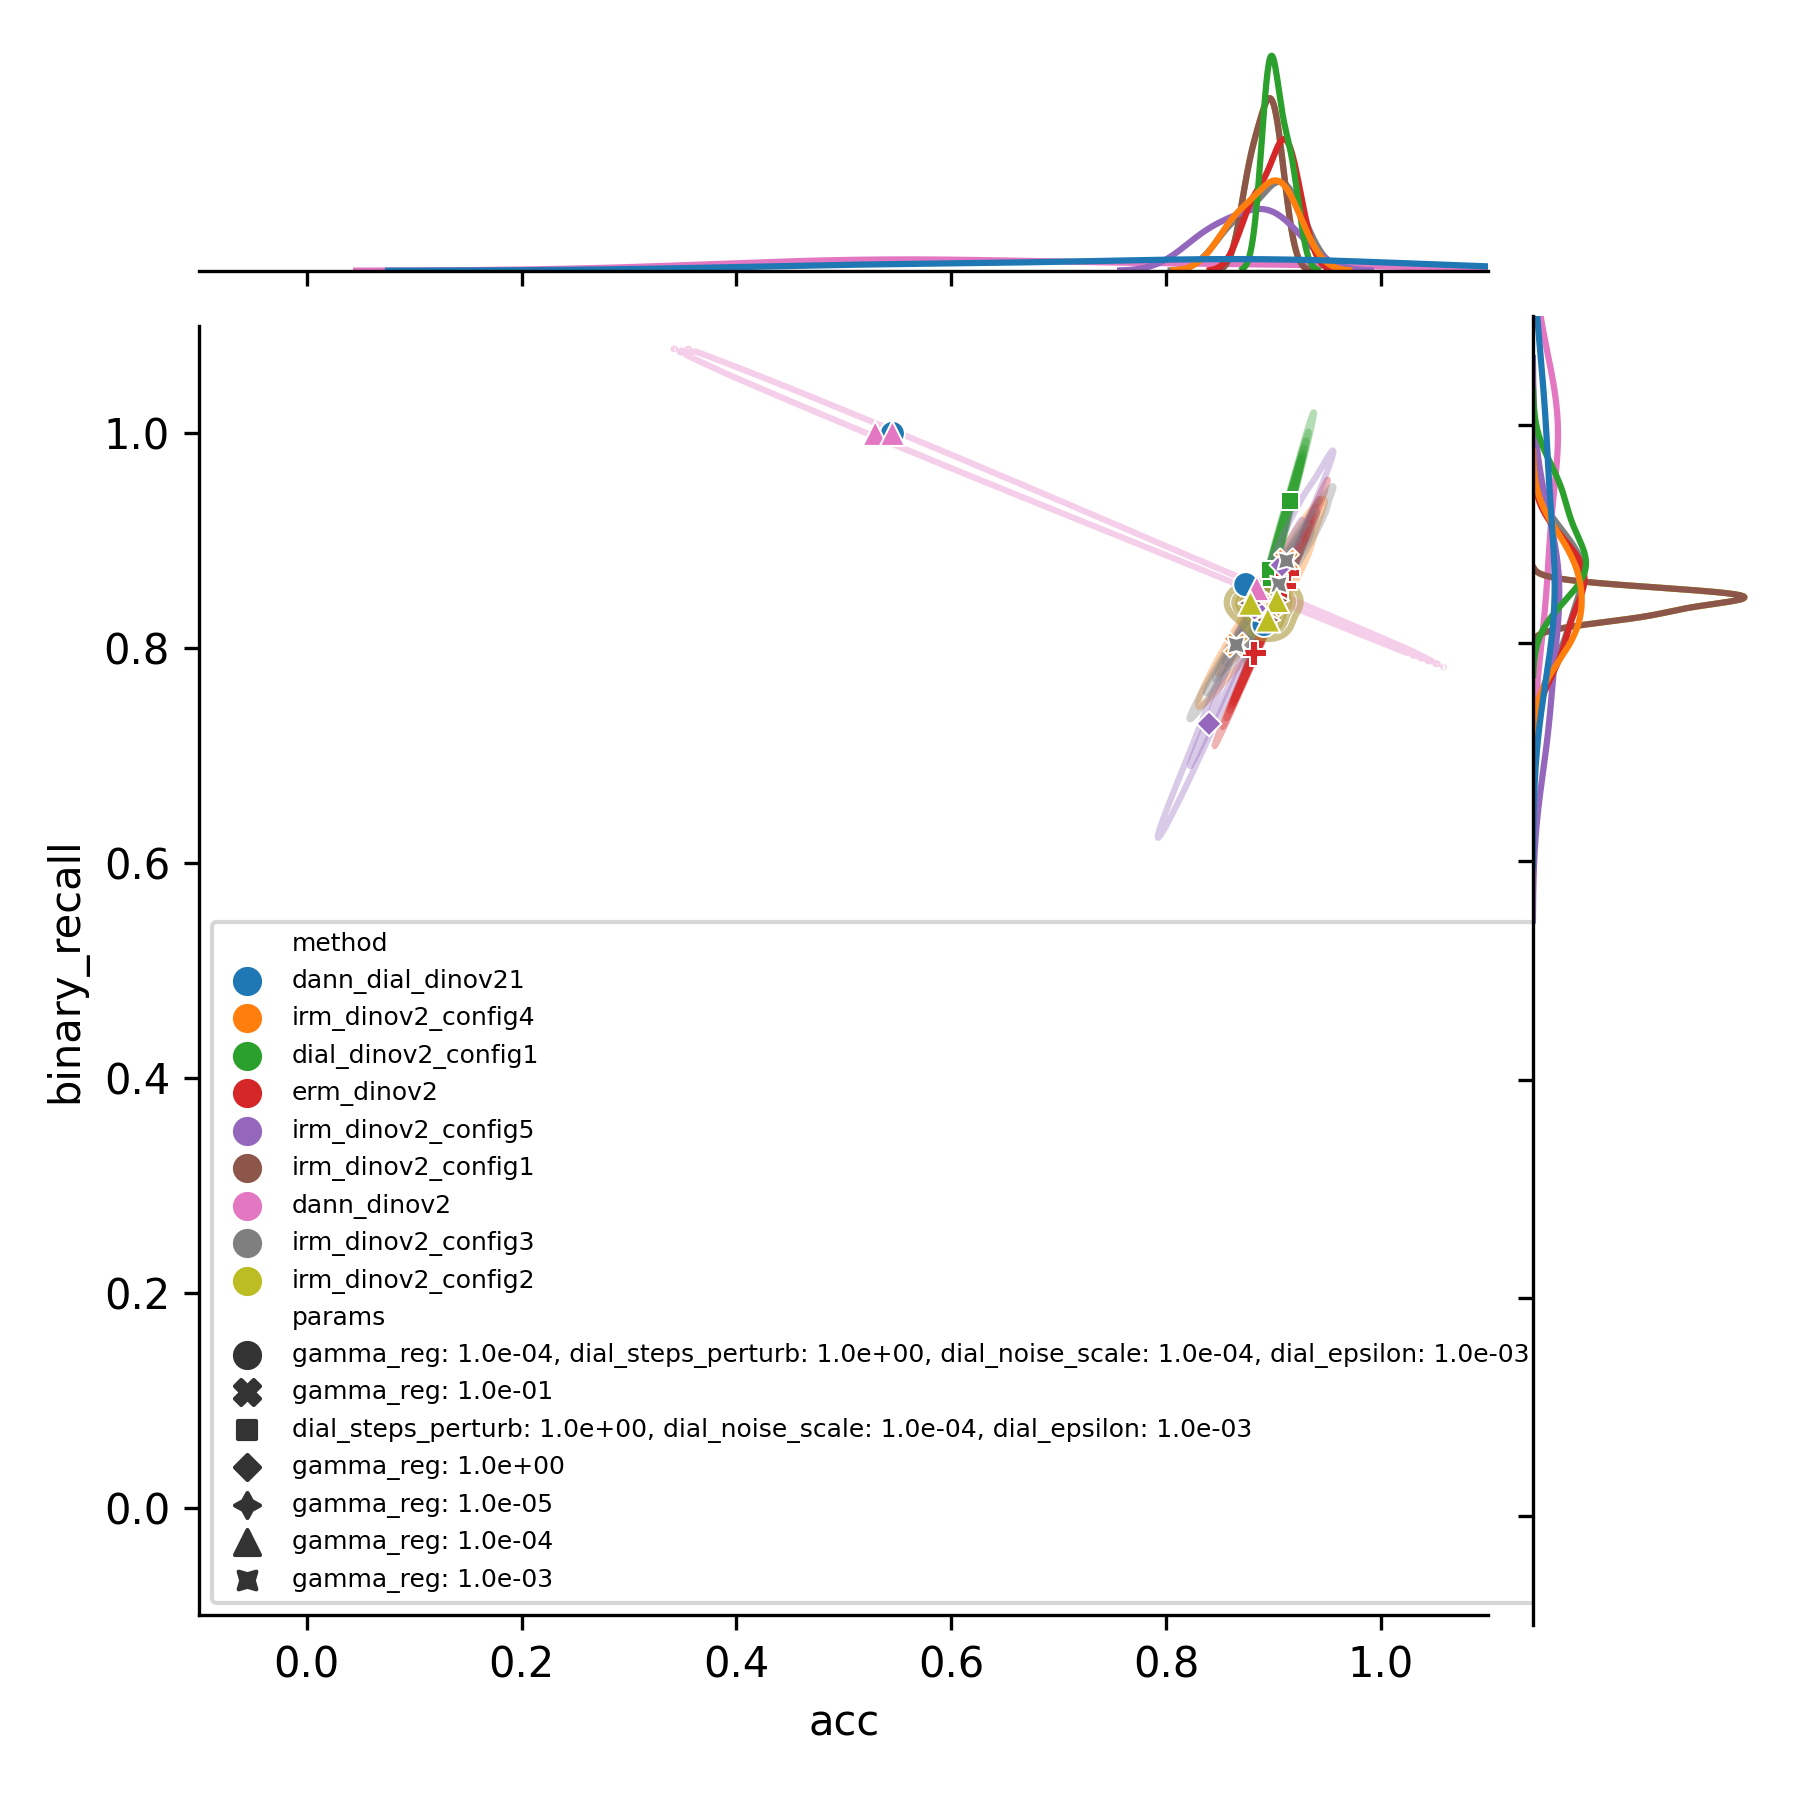 1.0
0.8
0.6
0.4
0.2
0.0
binary_recall
method
dann_dial_dinov21
irm_dinov2_config4
dial_dinov2_config1
erm_dinov2
irm_dinov2_config5
irm_dinov2_config1
dann_dinov2
irm_dinov2_config3
irm_dinov2_config2
params
gamma_reg: 1.0e-04, dial_steps_perturb: 1.0e+00, dial_noise_scale: 1.0e-04, dial_epsilon: 1.0e-03
gamma_reg: 1.0e-01
dial_steps_perturb: 1.0e+00, dial_noise_scale: 1.0e-04, dial_epsilon: 1.0e-03
gamma_reg: 1.0e+00
gamma_reg: 1.0e-05
gamma_reg: 1.0e-04
gamma_reg: 1.0e-03
0.0 0.2 0.4 0.6 0.8 1.0
acc